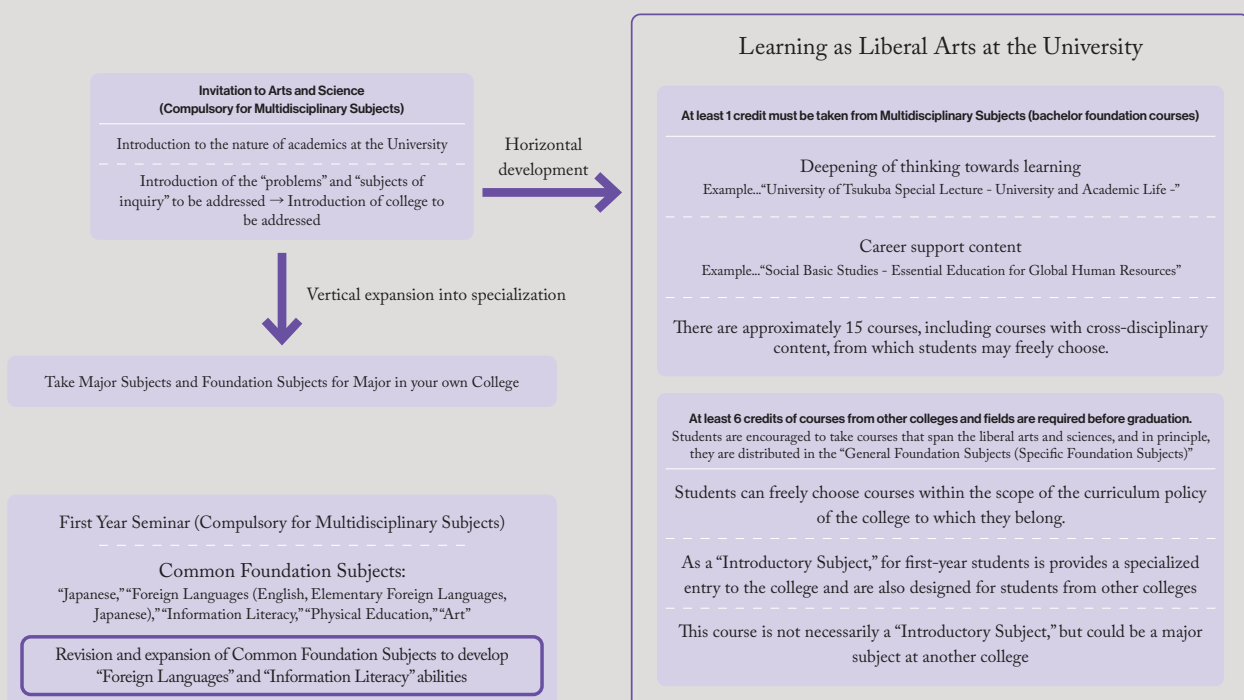 Invitation to Arts and Science
(Compulsory for Multidisciplinary Subjects)
Introduction to the nature of academics at the University
Introduction of the “problems” and “subjects of
inquiry” to be addressed → Introduction of college to
be addressed
Horizontal
development
Vertical expansion into specialization
Take Major Subjects and Foundation Subjects for Major in your own College
First Year Seminar (Compulsory for Multidisciplinary Subjects)
Common Foundation Subjects:
“Japanese,” “Foreign Languages (English, Elementary Foreign Languages,
Japanese),” “Information Literacy,” “Physical Education,” “Art”
Revision and expansion of Common Foundation Subjects to develop
“Foreign Languages” and “Information Literacy” abilities
Learning as Liberal Arts at the University
At least 1 credit must be taken from Multidisciplinary Subjects (bachelor foundation courses)
Deepening of thinking towards learning
Example...“University of Tsukuba Special Lecture - University and Academic Life -”
Career support content
Example...“Social Basic Studies - Essential Education for Global Human Resources”
There are approximately 15 courses, including courses with cross-disciplinary
content, from which students may freely choose.
At least 6 credits of courses from other colleges and fields are required before graduation.
Students are encouraged to take courses that span the liberal arts and sciences, and in principle,
they are distributed in the “General Foundation Subjects (Specific Foundation Subjects)”
Students can freely choose courses within the scope of the curriculum policy
of the college to which they belong.
As a “Introductory Subject,” for first-year students is provides a specialized
entry to the college and are also designed for students from other colleges
This course is not necessarily a “Introductory Subject,” but could be a major
subject at another college